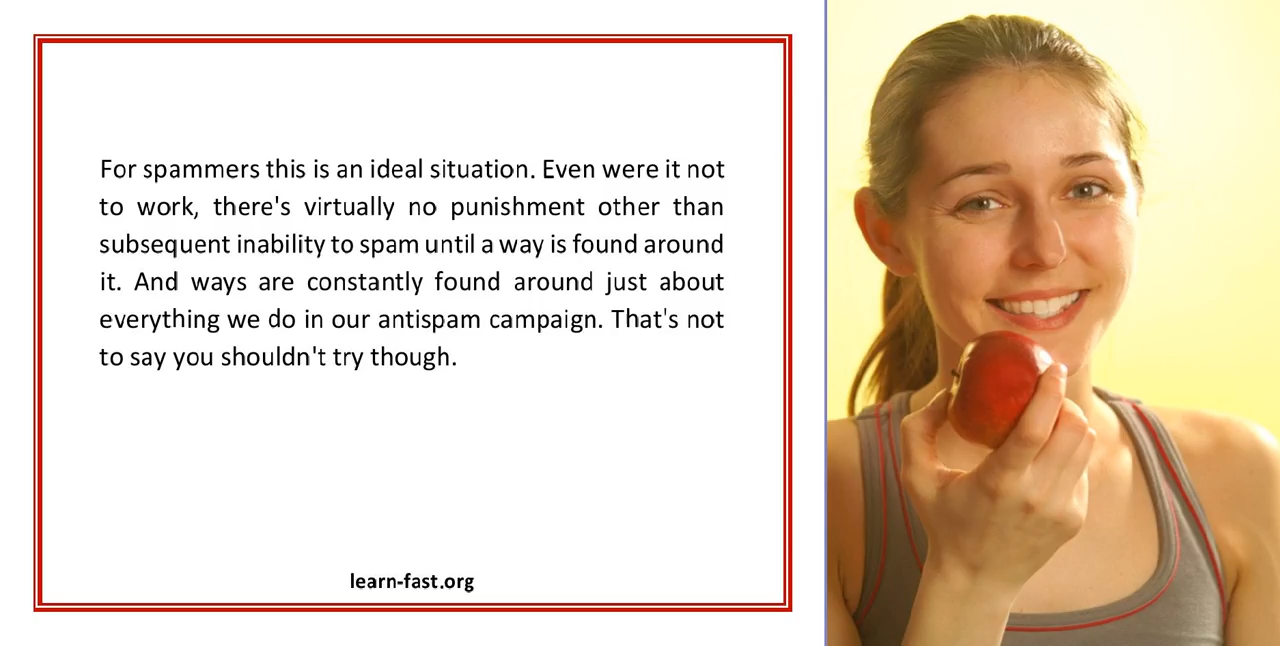 For spammers this is an ideal situation. Even were it not
to work, there's virtually no punishment other than
subsequent inability to spam until a way is found around
it. And ways are constantly found around just about
everything we do in our antispam campaign. That's not
to say you shouldn't try though.
learn-fast.org